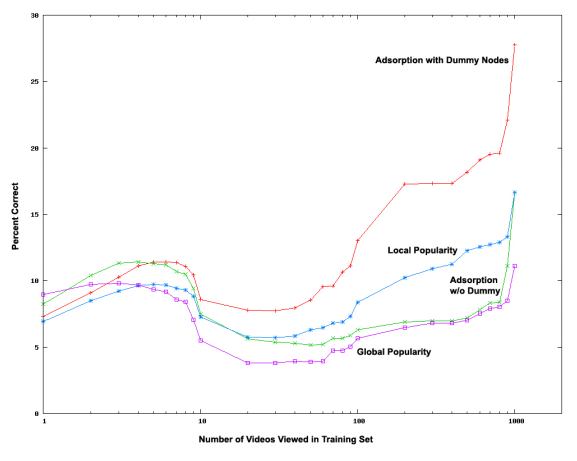 30
25
20
15
10
5
0
Percent Correct
Adsorption with Dummy Nodes
Local Popularity
Adsorption
w/o Dummy
Global Popularity
1
10
100
1000
Number of Videos Viewed in Training Set